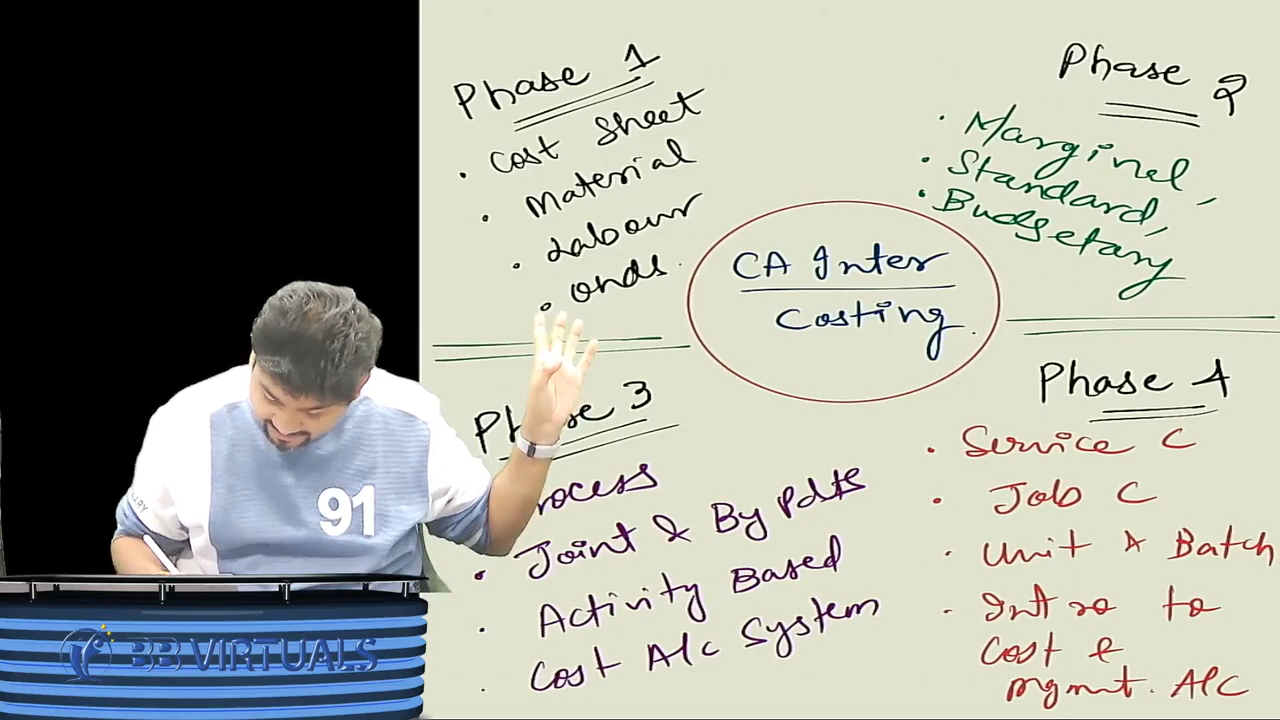 Phase 1
• Cost Sheet
• Material
• Labour
• OHDs.
Phase 2
• Marginal,
• Standard,
• Budgetary
CA Inter
Costing.
Phase 3
rocess
• Joint & By Pdts
• Activity Based
• Cost A/c System
Phase 4
• Service C
• Job C
• Unit & Batch
• Intro to
Cost &
mgmt. A/C
91
BB VIRTUALS